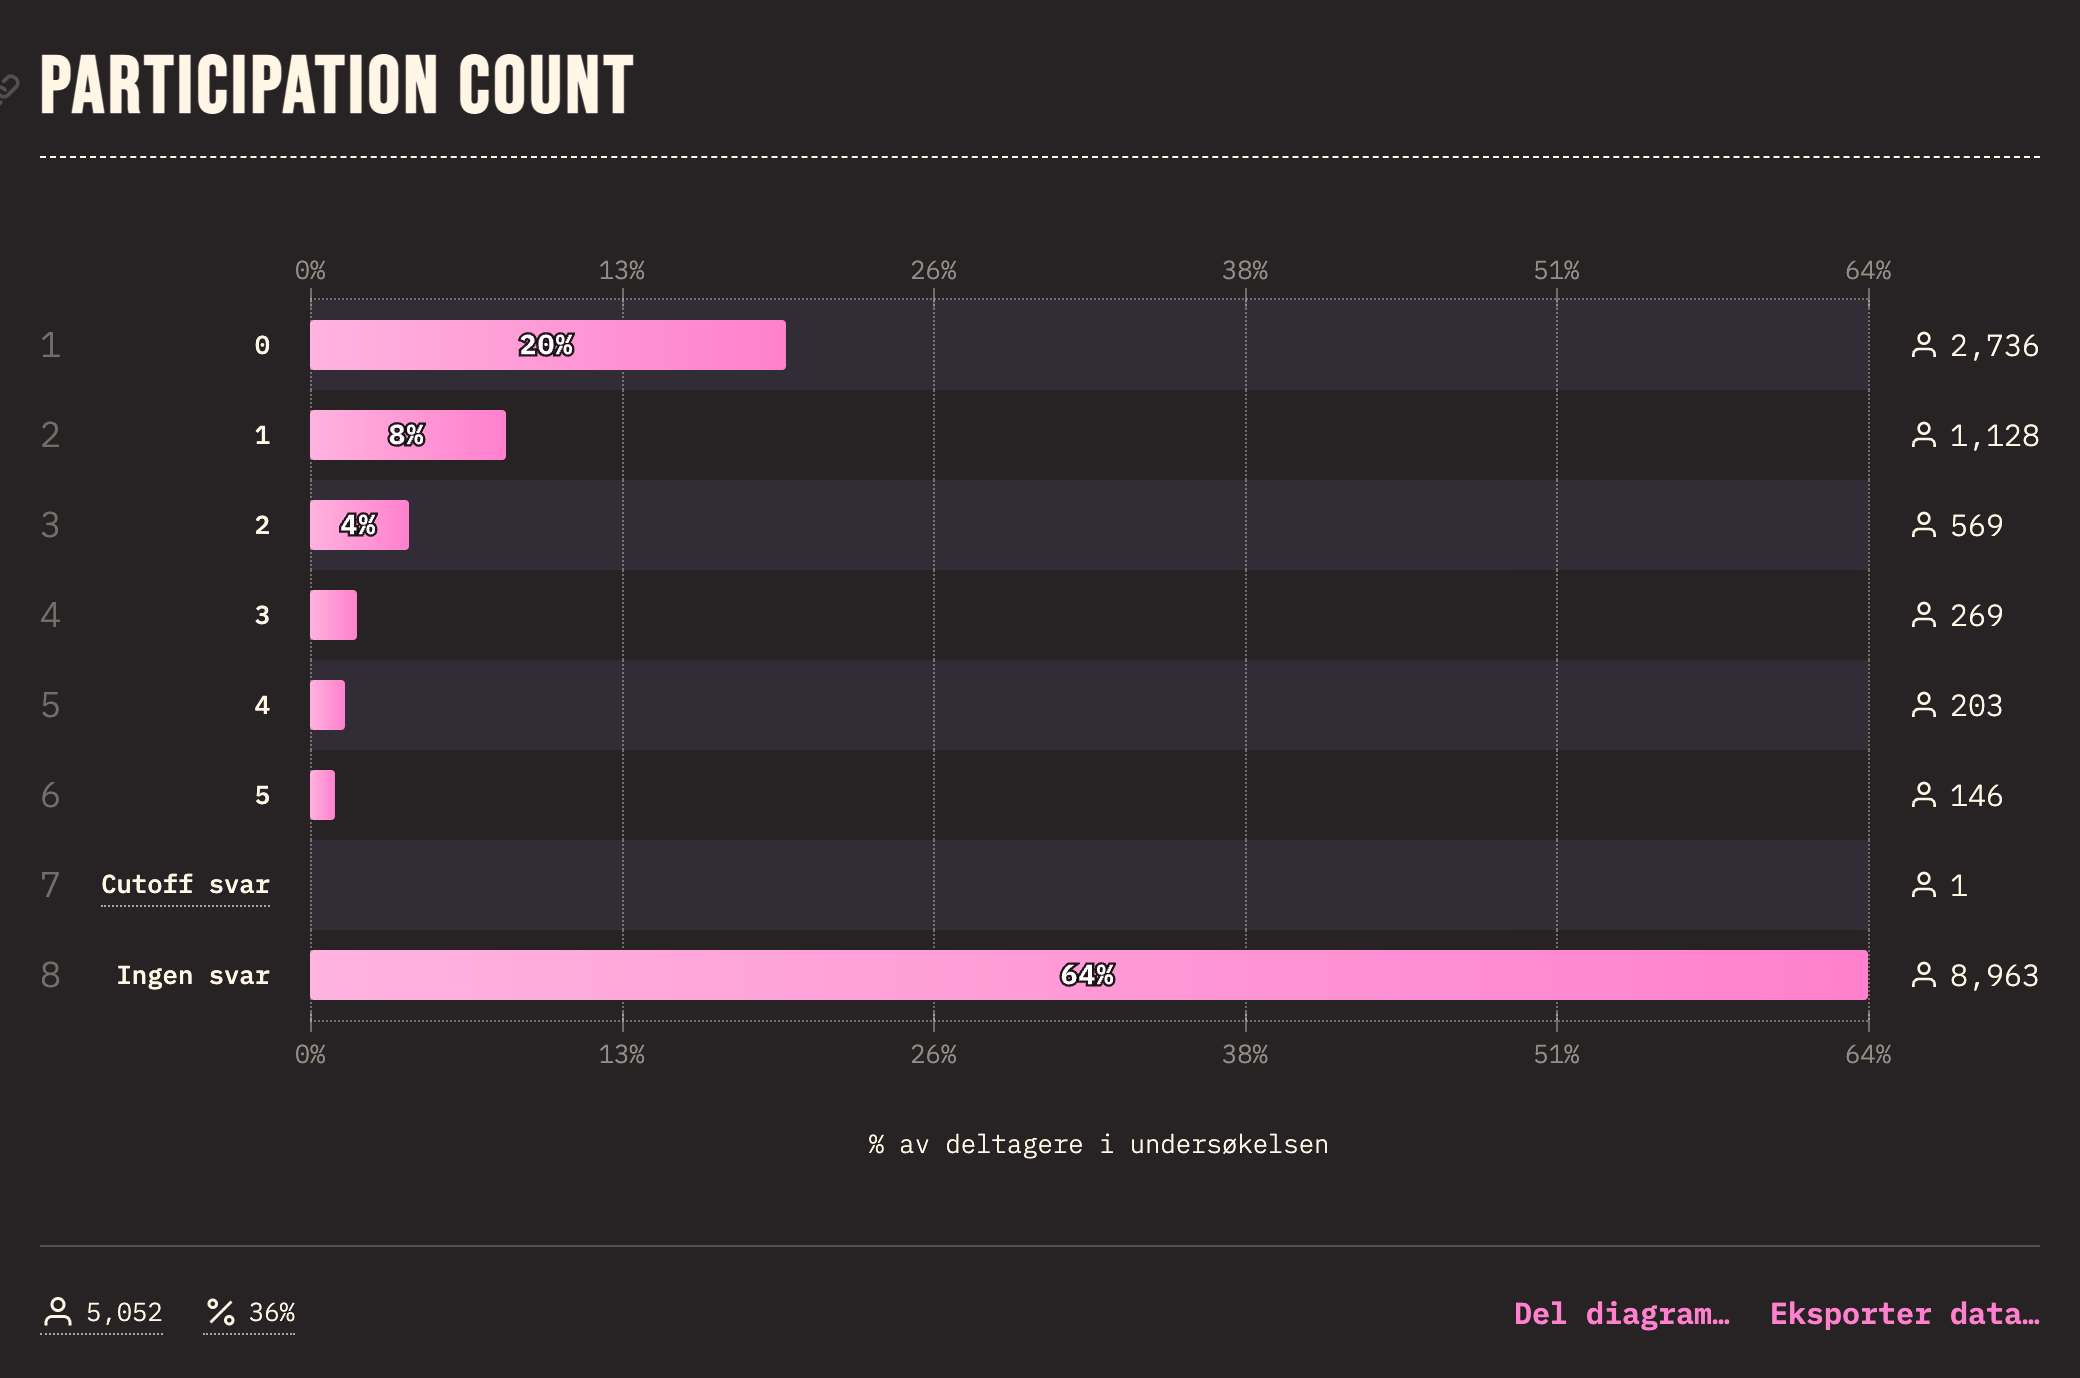 PARTICIPATION COUNT
0% 13% 26% 38% 51% 64%
1 0 20% 2,736
2 1 8% 1,128
3 2 4% 569
4 3 269
5 4 203
6 5 146
7 Cutoff svar 1
8 Ingen svar 64% 8,963
0% 13% 26% 38% 51% 64%
% av deltagere i undersøkelsen
5,052 % 36% Del diagram… Eksporter data…